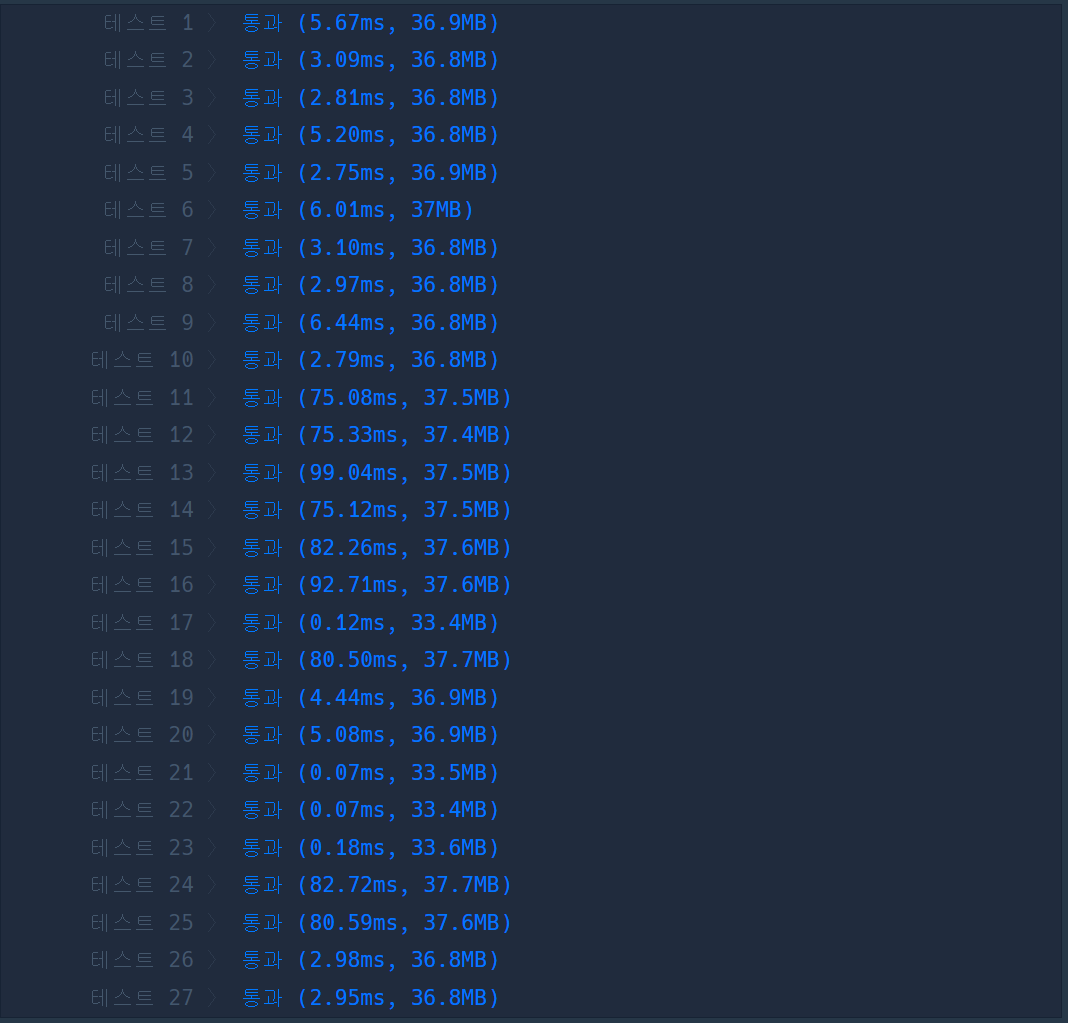 테스트 1 〉 통과 (5.67ms, 36.9MB)
테스트 2 〉 통과 (3.09ms, 36.8MB)
테스트 3 〉 통과 (2.81ms, 36.8MB)
테스트 4 〉 통과 (5.20ms, 36.8MB)
테스트 5 〉 통과 (2.75ms, 36.9MB)
테스트 6 〉 통과 (6.01ms, 37MB)
테스트 7 〉 통과 (3.10ms, 36.8MB)
테스트 8 〉 통과 (2.97ms, 36.8MB)
테스트 9 〉 통과 (6.44ms, 36.8MB)
테스트 10 〉 통과 (2.79ms, 36.8MB)
테스트 11 〉 통과 (75.08ms, 37.5MB)
테스트 12 〉 통과 (75.33ms, 37.4MB)
테스트 13 〉 통과 (99.04ms, 37.5MB)
테스트 14 〉 통과 (75.12ms, 37.5MB)
테스트 15 〉 통과 (82.26ms, 37.6MB)
테스트 16 〉 통과 (92.71ms, 37.6MB)
테스트 17 〉 통과 (0.12ms, 33.4MB)
테스트 18 〉 통과 (80.50ms, 37.7MB)
테스트 19 〉 통과 (4.44ms, 36.9MB)
테스트 20 〉 통과 (5.08ms, 36.9MB)
테스트 21 〉 통과 (0.07ms, 33.5MB)
테스트 22 〉 통과 (0.07ms, 33.4MB)
테스트 23 〉 통과 (0.18ms, 33.6MB)
테스트 24 〉 통과 (82.72ms, 37.7MB)
테스트 25 〉 통과 (80.59ms, 37.6MB)
테스트 26 〉 통과 (2.98ms, 36.8MB)
테스트 27 〉 통과 (2.95ms, 36.8MB)